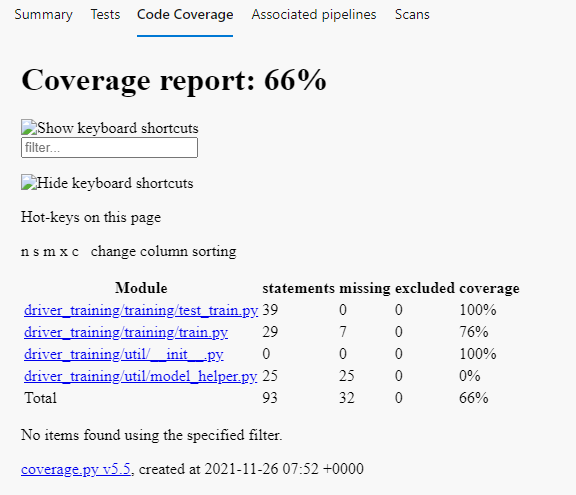 Summary Tests Code Coverage Associated pipelines Scans
Coverage report: 66%
Show keyboard shortcuts
filter...
Hide keyboard shortcuts
Hot-keys on this page
n s m x c change column sorting
Module statements missing excluded coverage
driver_training/training/test_train.py 39 0 0 100%
driver_training/training/train.py 29 7 0 76%
driver_training/util/__init__.py 0 0 0 100%
driver_training/util/model_helper.py 25 25 0 0%
Total 93 32 0 66%
No items found using the specified filter.
coverage.py v5.5, created at 2021-11-26 07:52 +0000